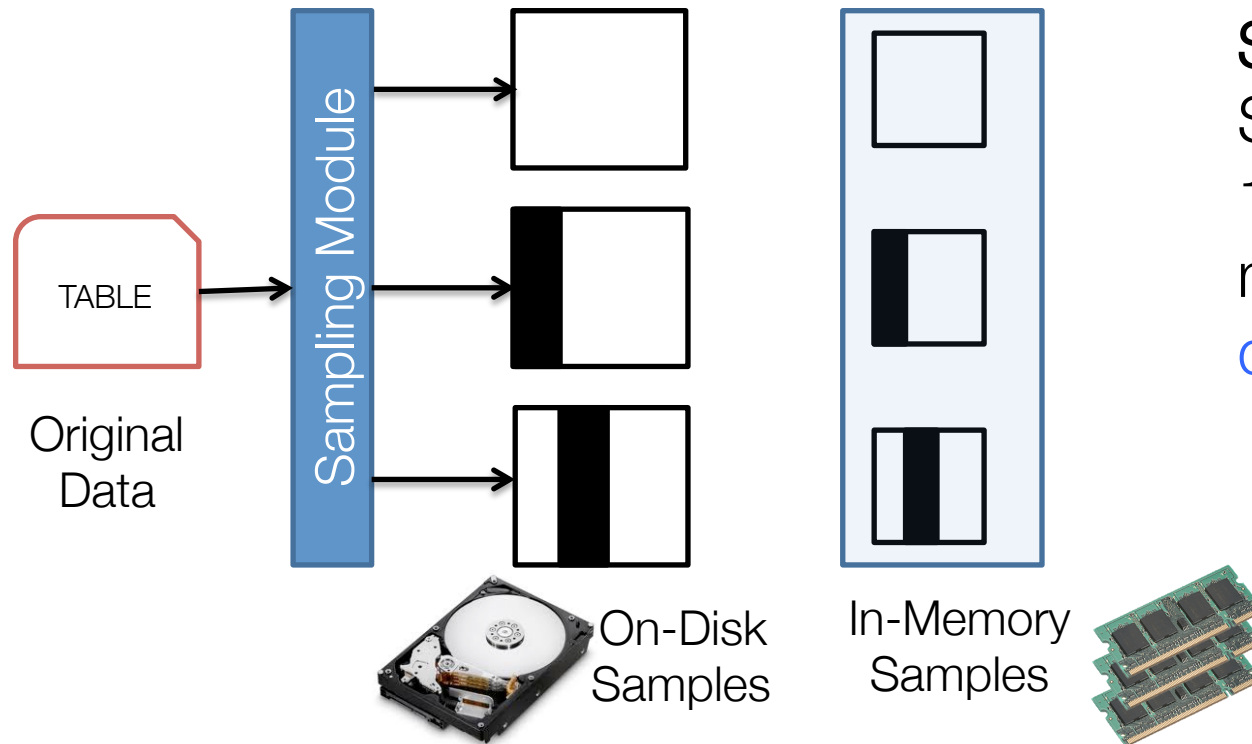 TABLE
Original
Data
Sampling Module
On-Disk
Samples
In-Memory
Samples